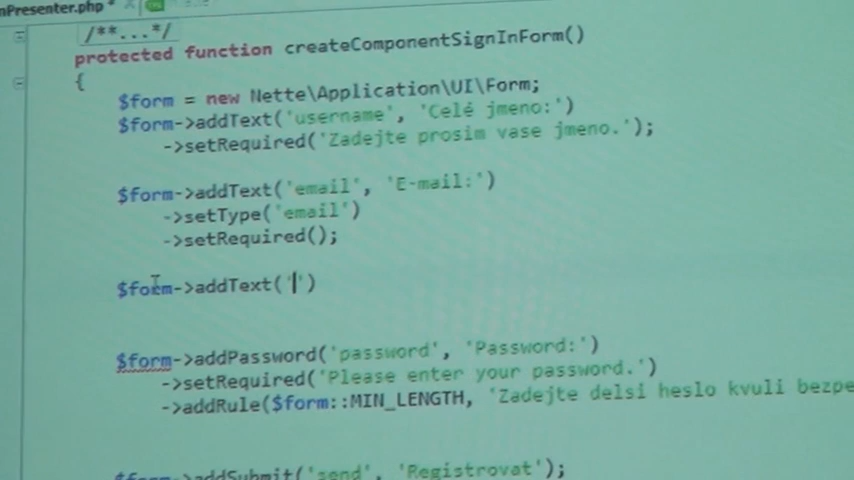 nPresenter.php *
/**...*/
protected function createComponentSignInForm()
{
$form = new Nette\Application\UI\Form;
$form->addText('username', 'Celé jmeno:')
->setRequired('Zadejte prosim vase jmeno.');
$form->addText('email', 'E-mail:')
->setType('email')
->setRequired();
$form->addText('')
$form->addPassword('password', 'Password:')
->setRequired('Please enter your password.')
->addRule($form::MIN_LENGTH, 'Zadejte delsi heslo kvuli bezpe
$form->addSubmit('send', 'Registrovat');